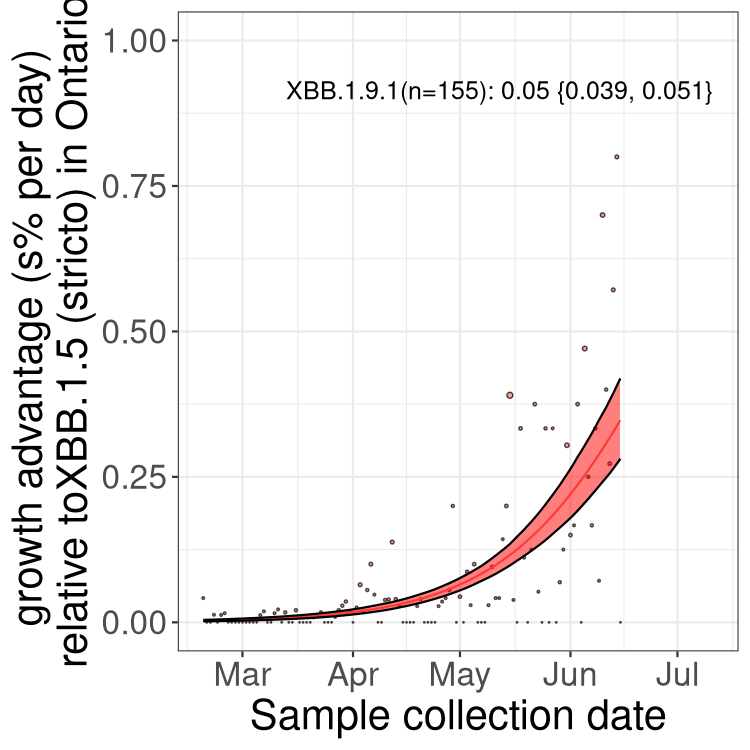 1.00
XBB.1.9.1(n=155): 0.05 {0.039, 0.051}
0.75
0.50
0.25
0.00
growth advantage (s% per day)
relative toXBB.1.5 (stricto) in Ontario
Mar Apr May Jun Jul
Sample collection date